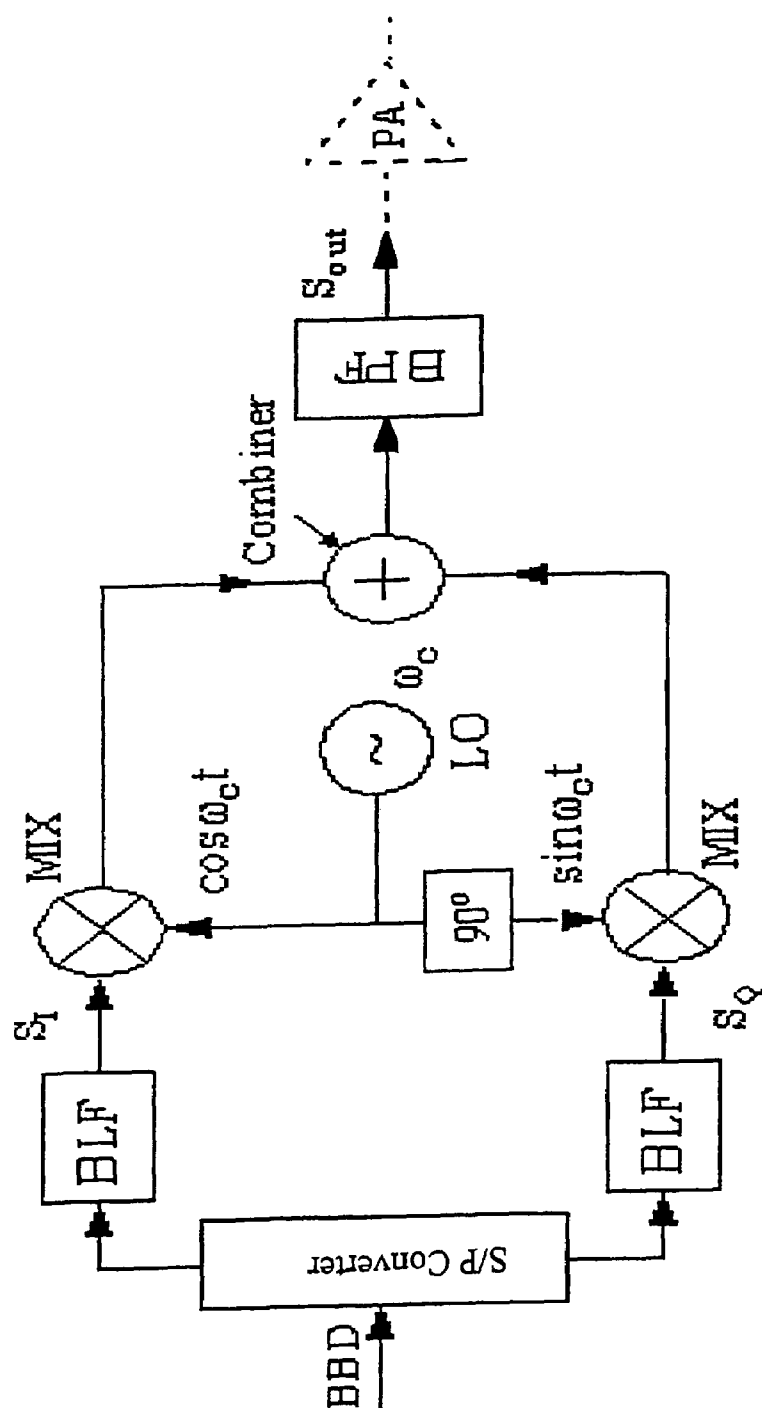 BBD
S/P Converter
BLF
BLF
S_I
S_Q
MIX
MIX
cosω_ct
sinω_ct
90°
~
LO
ω_c
Combiner
+
BPF
S_out
PA